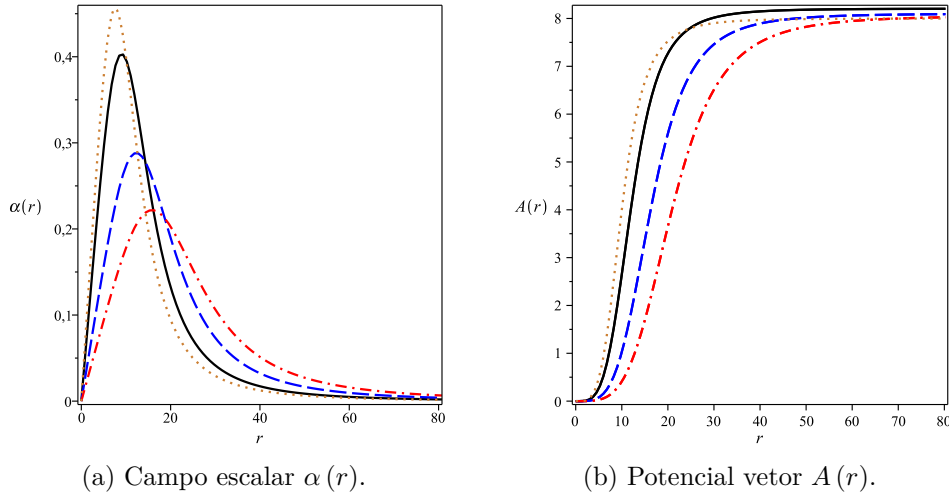 0,4
0,3
α(r)
0,2
0,1
0
0 20 40 60 80
r
8
7
6
5
A(r)
4
3
2
1
0
0 10 20 30 40 50 60 70 80
r
(a) Campo escalar α (r).
(b) Potencial vetor A (r).